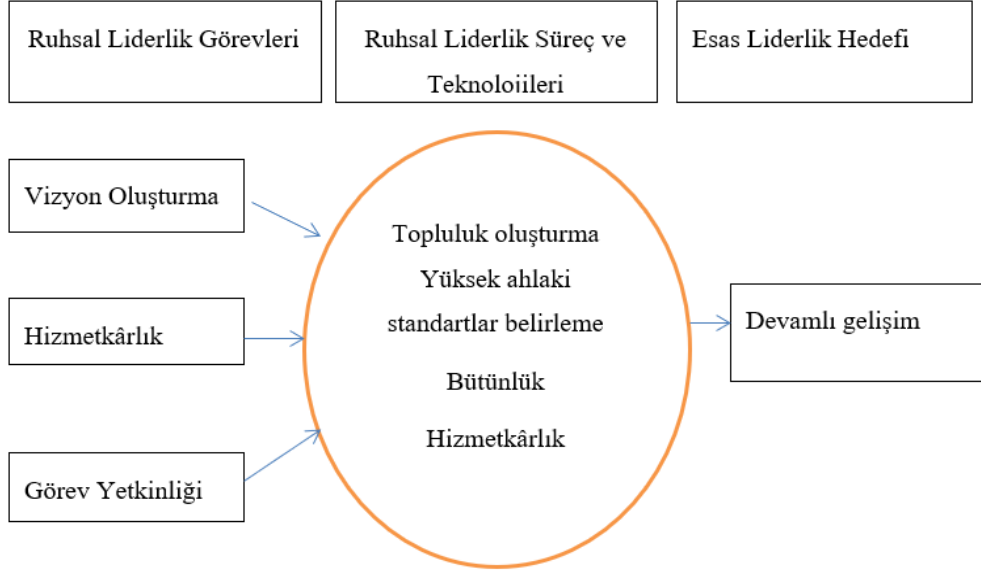 Ruhsal Liderlik Görevleri
Ruhsal Liderlik Süreç ve
Teknolojileri
Esas Liderlik Hedefi
Vizyon Oluşturma
Hizmetkârlık
Görev Yetkinliği
Topluluk oluşturma
Yüksek ahlaki
standartlar belirleme
Bütünlük
Hizmetkârlık
Devamlı gelişim